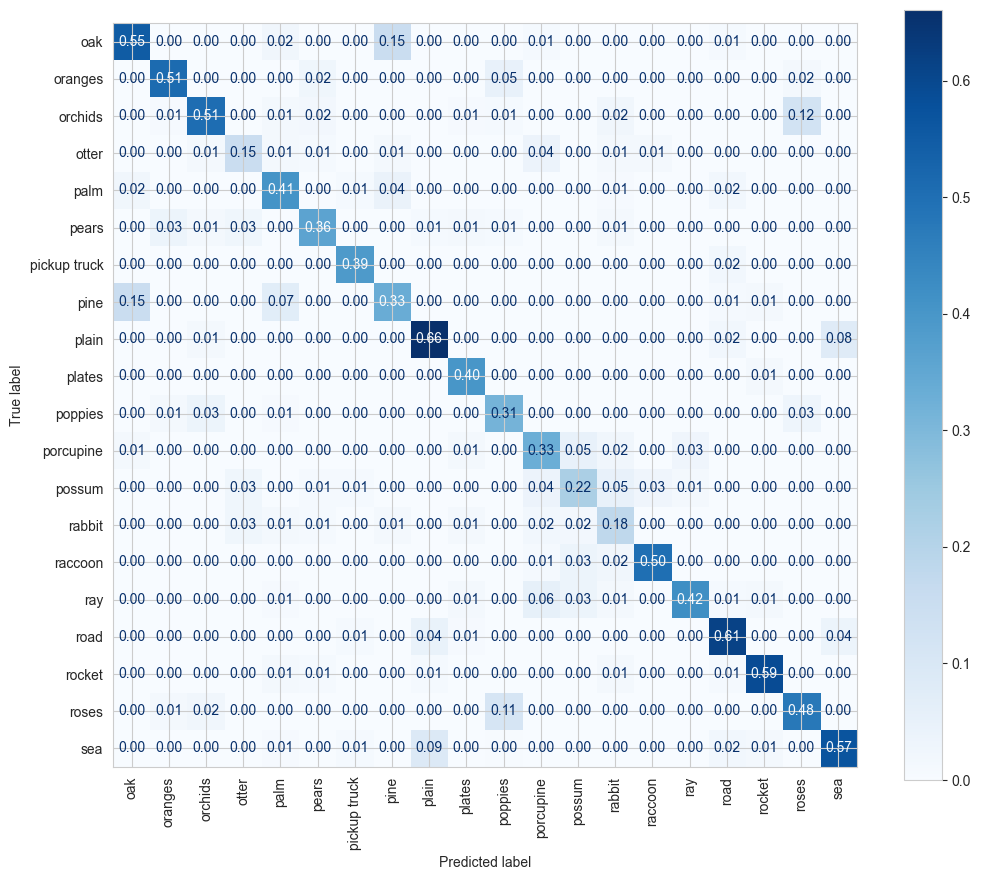 oak 0.55 0.00 0.00 0.00 0.02 0.00 0.00 0.15 0.00 0.00 0.00 0.01 0.00 0.00 0.00 0.00 0.01 0.00 0.00 0.00
oranges 0.00 0.51 0.00 0.00 0.00 0.02 0.00 0.00 0.00 0.00 0.05 0.00 0.00 0.00 0.00 0.00 0.00 0.00 0.02 0.00
orchids 0.00 0.01 0.51 0.00 0.01 0.02 0.00 0.00 0.00 0.01 0.01 0.00 0.00 0.02 0.00 0.00 0.00 0.00 0.12 0.00
otter 0.00 0.00 0.01 0.15 0.01 0.01 0.00 0.01 0.00 0.00 0.00 0.04 0.00 0.01 0.01 0.00 0.00 0.00 0.00 0.00
palm 0.02 0.00 0.00 0.00 0.41 0.00 0.01 0.04 0.00 0.00 0.00 0.00 0.00 0.01 0.00 0.00 0.02 0.00 0.00 0.00
pears 0.00 0.03 0.01 0.03 0.00 0.36 0.00 0.00 0.01 0.01 0.01 0.00 0.00 0.01 0.00 0.00 0.00 0.00 0.00 0.00
pickup truck 0.00 0.00 0.00 0.00 0.00 0.00 0.39 0.00 0.00 0.00 0.00 0.00 0.00 0.00 0.00 0.00 0.02 0.00 0.00 0.00
pine 0.15 0.00 0.00 0.00 0.07 0.00 0.00 0.33 0.00 0.00 0.00 0.00 0.00 0.00 0.00 0.00 0.01 0.01 0.00 0.00
plain 0.00 0.00 0.01 0.00 0.00 0.00 0.00 0.00 0.66 0.00 0.00 0.00 0.00 0.00 0.00 0.00 0.02 0.00 0.00 0.08
plates 0.00 0.00 0.00 0.00 0.00 0.00 0.00 0.00 0.00 0.40 0.00 0.00 0.00 0.00 0.00 0.00 0.00 0.01 0.00 0.00
poppies 0.00 0.01 0.03 0.00 0.01 0.00 0.00 0.00 0.00 0.00 0.31 0.00 0.00 0.00 0.00 0.00 0.00 0.00 0.03 0.00
porcupine 0.01 0.00 0.00 0.00 0.00 0.00 0.00 0.00 0.00 0.01 0.00 0.33 0.05 0.02 0.00 0.03 0.00 0.00 0.00 0.00
possum 0.00 0.00 0.00 0.03 0.00 0.01 0.01 0.00 0.00 0.00 0.00 0.04 0.22 0.05 0.03 0.01 0.00 0.00 0.00 0.00
rabbit 0.00 0.00 0.00 0.03 0.01 0.01 0.00 0.01 0.00 0.01 0.00 0.02 0.02 0.18 0.00 0.00 0.00 0.00 0.00 0.00
raccoon 0.00 0.00 0.00 0.00 0.00 0.00 0.00 0.00 0.00 0.00 0.00 0.01 0.03 0.02 0.50 0.00 0.00 0.00 0.00 0.00
ray 0.00 0.00 0.00 0.00 0.01 0.00 0.00 0.00 0.00 0.01 0.00 0.06 0.03 0.01 0.00 0.42 0.01 0.01 0.00 0.00
road 0.00 0.00 0.00 0.00 0.00 0.00 0.01 0.00 0.04 0.01 0.00 0.00 0.00 0.00 0.00 0.00 0.61 0.00 0.00 0.04
rocket 0.00 0.00 0.00 0.00 0.01 0.01 0.00 0.00 0.01 0.00 0.00 0.00 0.00 0.01 0.00 0.00 0.01 0.59 0.00 0.00
roses 0.00 0.01 0.02 0.00 0.00 0.00 0.00 0.00 0.00 0.00 0.11 0.00 0.00 0.00 0.00 0.00 0.00 0.00 0.48 0.00
sea 0.00 0.00 0.00 0.00 0.01 0.00 0.01 0.00 0.09 0.00 0.00 0.00 0.00 0.00 0.00 0.00 0.02 0.01 0.00 0.57
oak oranges orchids otter palm pears pickup truck pine plain plates poppies porcupine possum rabbit raccoon ray road rocket roses sea
Predicted label
True label
0.6
0.5
0.4
0.3
0.2
0.1
0.0